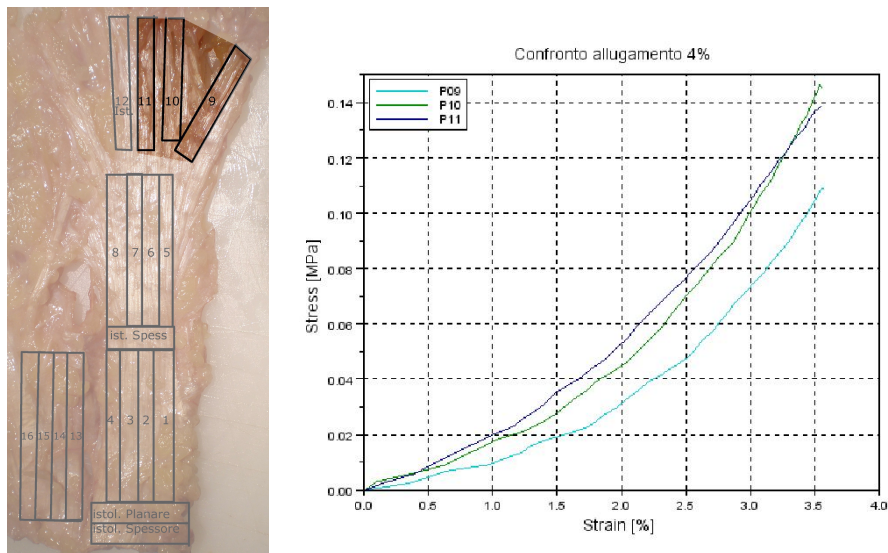 12
Ist.
11
10
9
8
7
6
5
ist. Spess
16
15
14
13
4
3
2
1
istol. Planare
istol. Spessore
Confronto allugamento 4%
P09
P10
P11
Stress [MPa]
0.14
0.12
0.10
0.08
0.06
0.04
0.02
0.00
0.0 0.5 1.0 1.5 2.0 2.5 3.0 3.5 4.0
Strain [%]